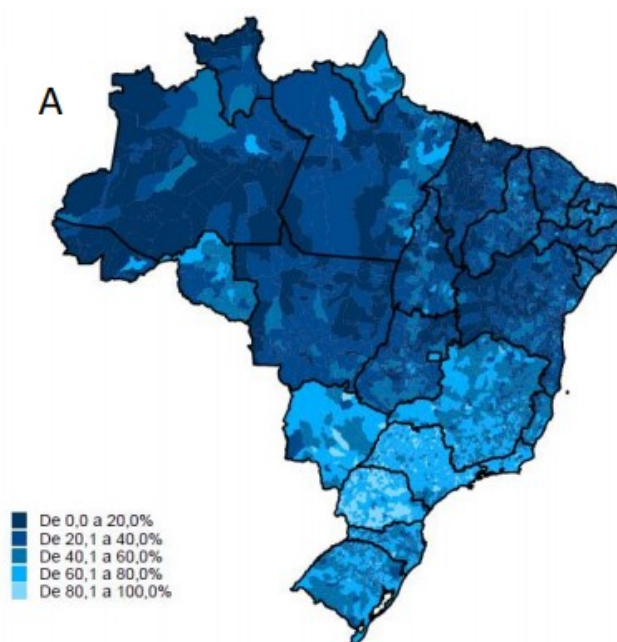 A
De 0,0 a 20,0%
De 20,1 a 40,0%
De 40,1 a 60,0%
De 60,1 a 80,0%
De 80,1 a 100,0%